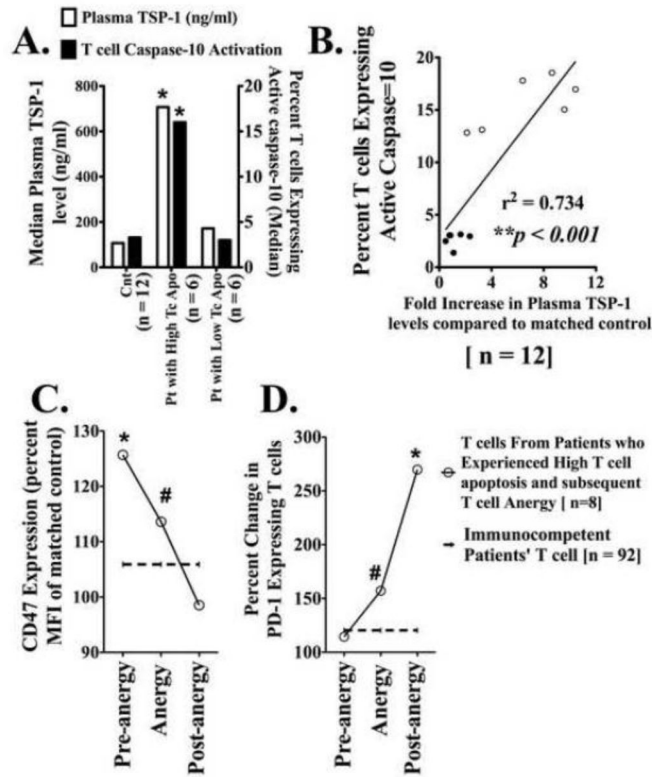 A.
Plasma TSP-1 (ng/ml)
T cell Caspase-10 Activation
Median Plasma TSP-1
level (ng/ml)
800
600
400
200
0
* *
20
15
10
5
0
Percent T cells Expressing
Active caspase-10 (Median)
Cnt
(n = 12)
Pt with High Tc Apo
(n = 6)
Pt with Low Tc Apo
(n = 6)
B.
Percent T cells Expressing
Active Caspase=10
20
15
10
5
0
r² = 0.734
**p < 0.001
0 4 8 12
Fold Increase in Plasma TSP-1
levels compared to matched control
[ n = 12]
C.
CD47 Expression (percent
MFI of matched control)
130
120
110
100
90
*
#
Pre-anergy
Anergy
Post-anergy
D.
Percent Change in
PD-1 Expressing T cells
300
250
200
150
100
*
#
Pre-anergy
Anergy
Post-anergy
T cells From Patients who
Experienced High T cell
apoptosis and subsequent
T cell Anergy [ n=8]
Immunocompetent
Patients' T cell [n = 92]